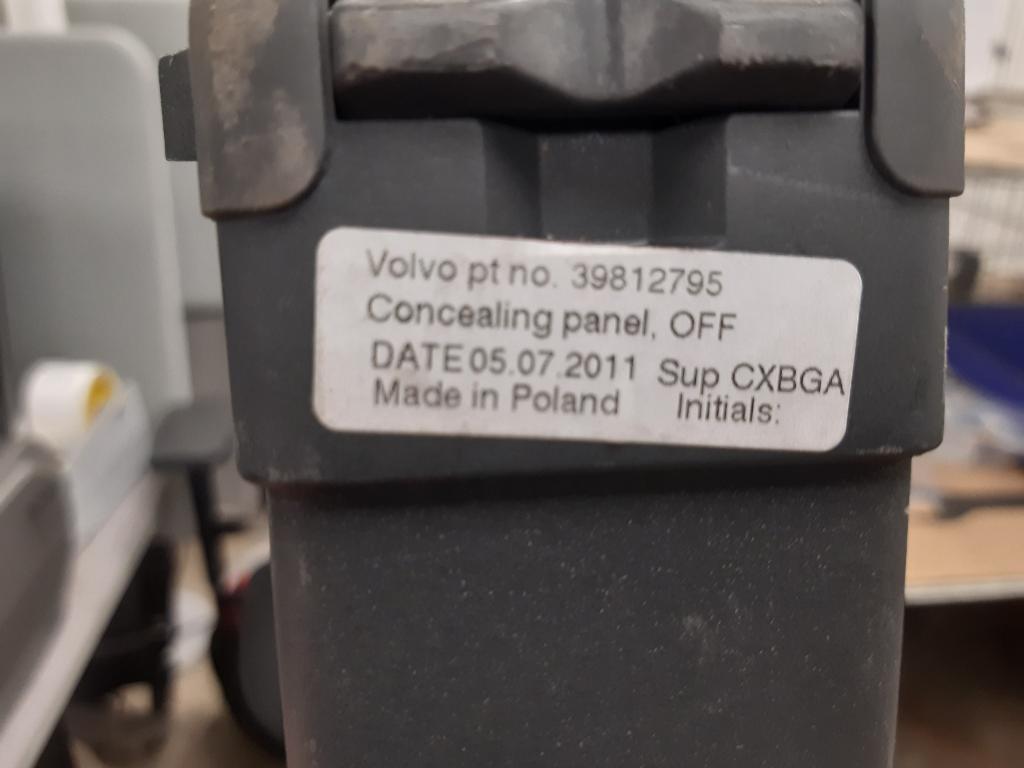 Volvo pt no. 39812795
Concealing panel, OFF
DATE 05.07.2011 Sup CXBGA
Made in Poland Initials: